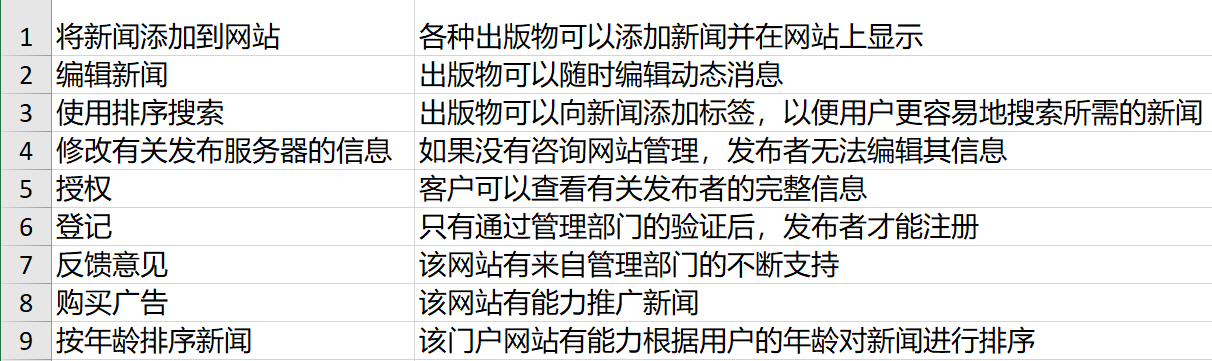 1 将新闻添加到网站 各种出版物可以添加新闻并在网站上显示
2 编辑新闻 出版物可以随时编辑动态消息
3 使用排序搜索 出版物可以向新闻添加标签，以便用户更容易地搜索所需的新闻
4 修改有关发布服务器的信息 如果没有咨询网站管理，发布者无法编辑其信息
5 授权 客户可以查看有关发布者的完整信息
6 登记 只有通过管理部门的验证后，发布者才能注册
7 反馈意见 该网站有来自管理部门的不断支持
8 购买广告 该网站有能力推广新闻
9 按年龄排序新闻 该门户网站有能力根据用户的年龄对新闻进行排序